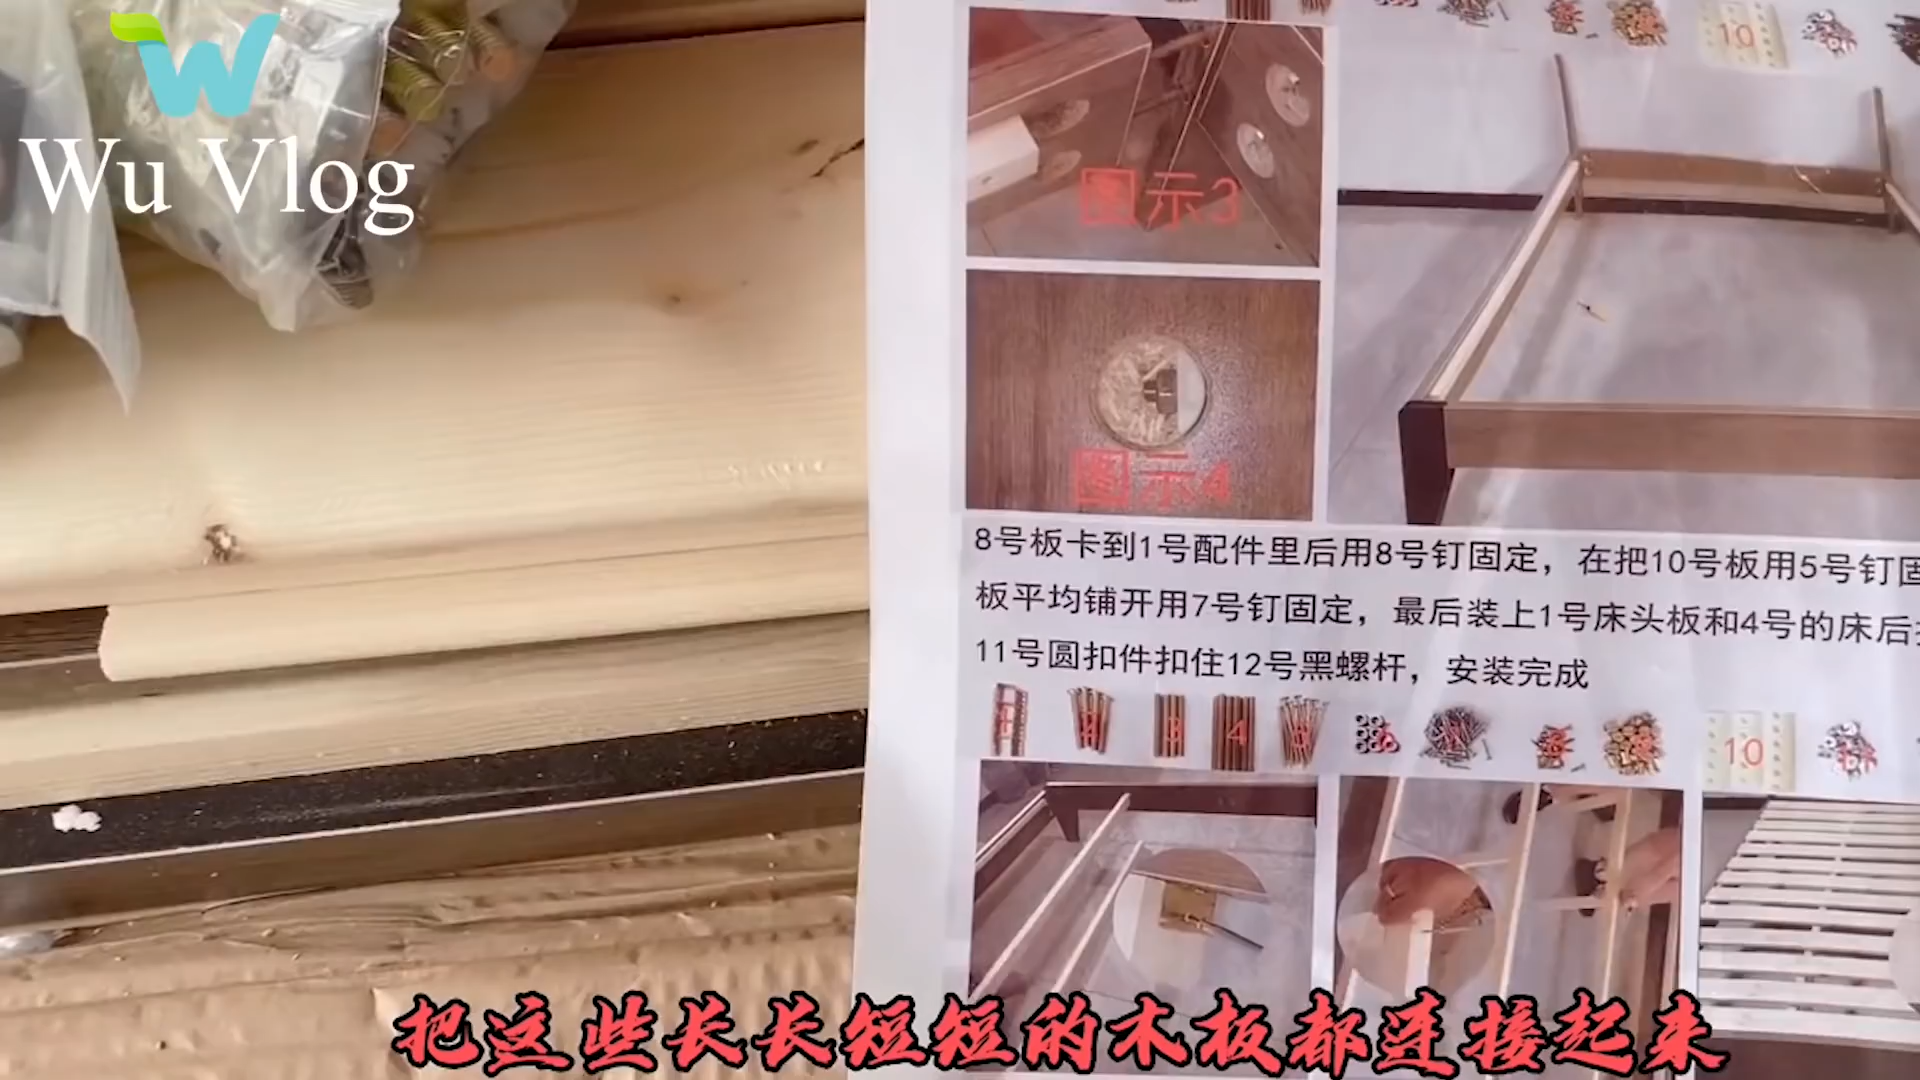 Wu Vlog
10
图示3
图示4
8号板卡到1号配件里后用8号钉固定，在把10号板用5号钉固
板平均铺开用7号钉固定，最后装上1号床头板和4号的床后
11号圆扣件扣住12号黑螺杆，安装完成
2 3 4 5 10
把这些长长短短的木板都连接起来